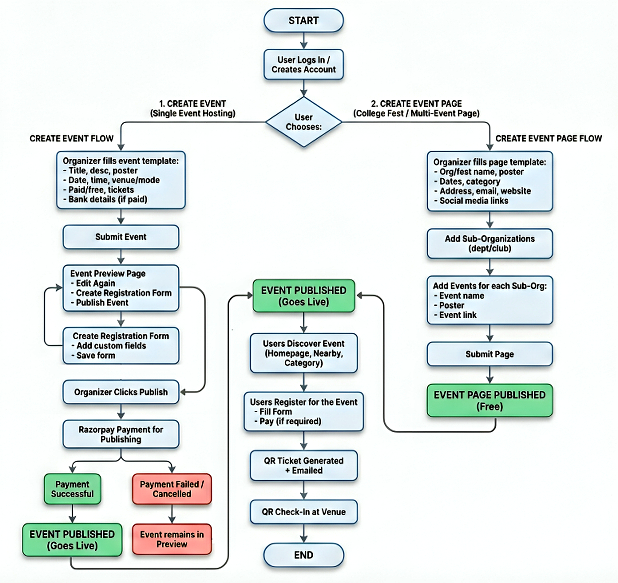 START
User Logs In /
Creates Account
User
Chooses:
1. CREATE EVENT
(Single Event Hosting)
2. CREATE EVENT PAGE
(College Fest / Multi-Event Page)
CREATE EVENT FLOW
Organizer fills event template:
- Title, desc, poster
- Date, time, venue/mode
- Paid/free, tickets
- Bank details (if paid)
Submit Event
Event Preview Page
- Edit Again
- Create Registration Form
- Publish Event
Create Registration Form
- Add custom fields
- Save form
Organizer Clicks Publish
Razorpay Payment for
Publishing
Payment
Successful
Payment Failed /
Cancelled
EVENT PUBLISHED
(Goes Live)
Event remains in
Preview
EVENT PUBLISHED
(Goes Live)
Users Discover Event
(Homepage, Nearby,
Category)
Users Register for the Event
- Fill Form
- Pay (if required)
QR Ticket Generated
+ Emailed
QR Check-In at Venue
END
CREATE EVENT PAGE FLOW
Organizer fills page template:
- Org/fest name, poster
- Dates, category
- Address, email, website
- Social media links
Add Sub-Organizations
(dept/club)
Add Events for each Sub-Org:
- Event name
- Poster
- Event link
Submit Page
EVENT PAGE PUBLISHED
(Free)